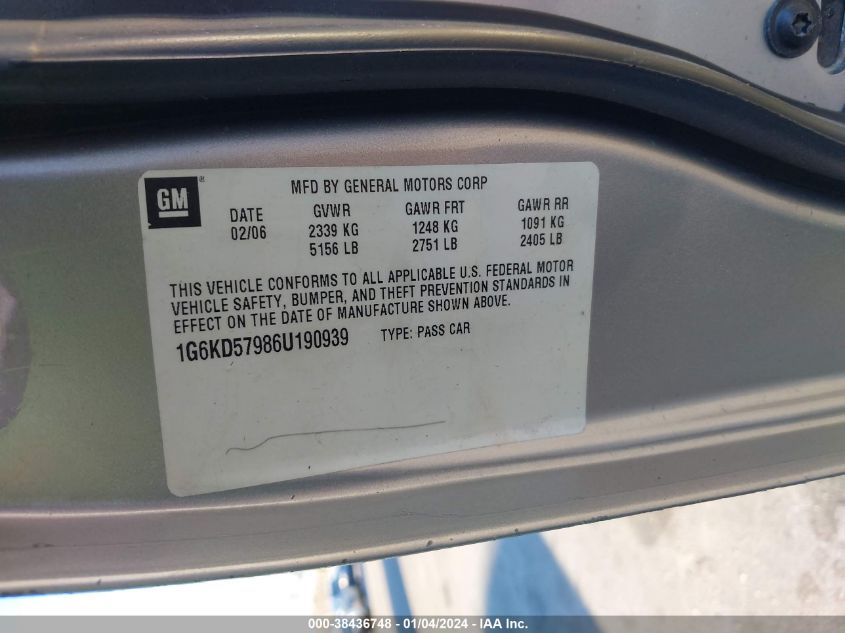 GM®
MFD BY GENERAL MOTORS CORP
DATE GVWR GAWR FRT GAWR RR
02/06 2339 KG 1248 KG 1091 KG
5156 LB 2751 LB 2405 LB
THIS VEHICLE CONFORMS TO ALL APPLICABLE U.S. FEDERAL MOTOR
VEHICLE SAFETY, BUMPER, AND THEFT PREVENTION STANDARDS IN
EFFECT ON THE DATE OF MANUFACTURE SHOWN ABOVE.
1G6KD57986U190939 TYPE: PASS CAR
000-38436748 - 01/04/2024 - IAA Inc.